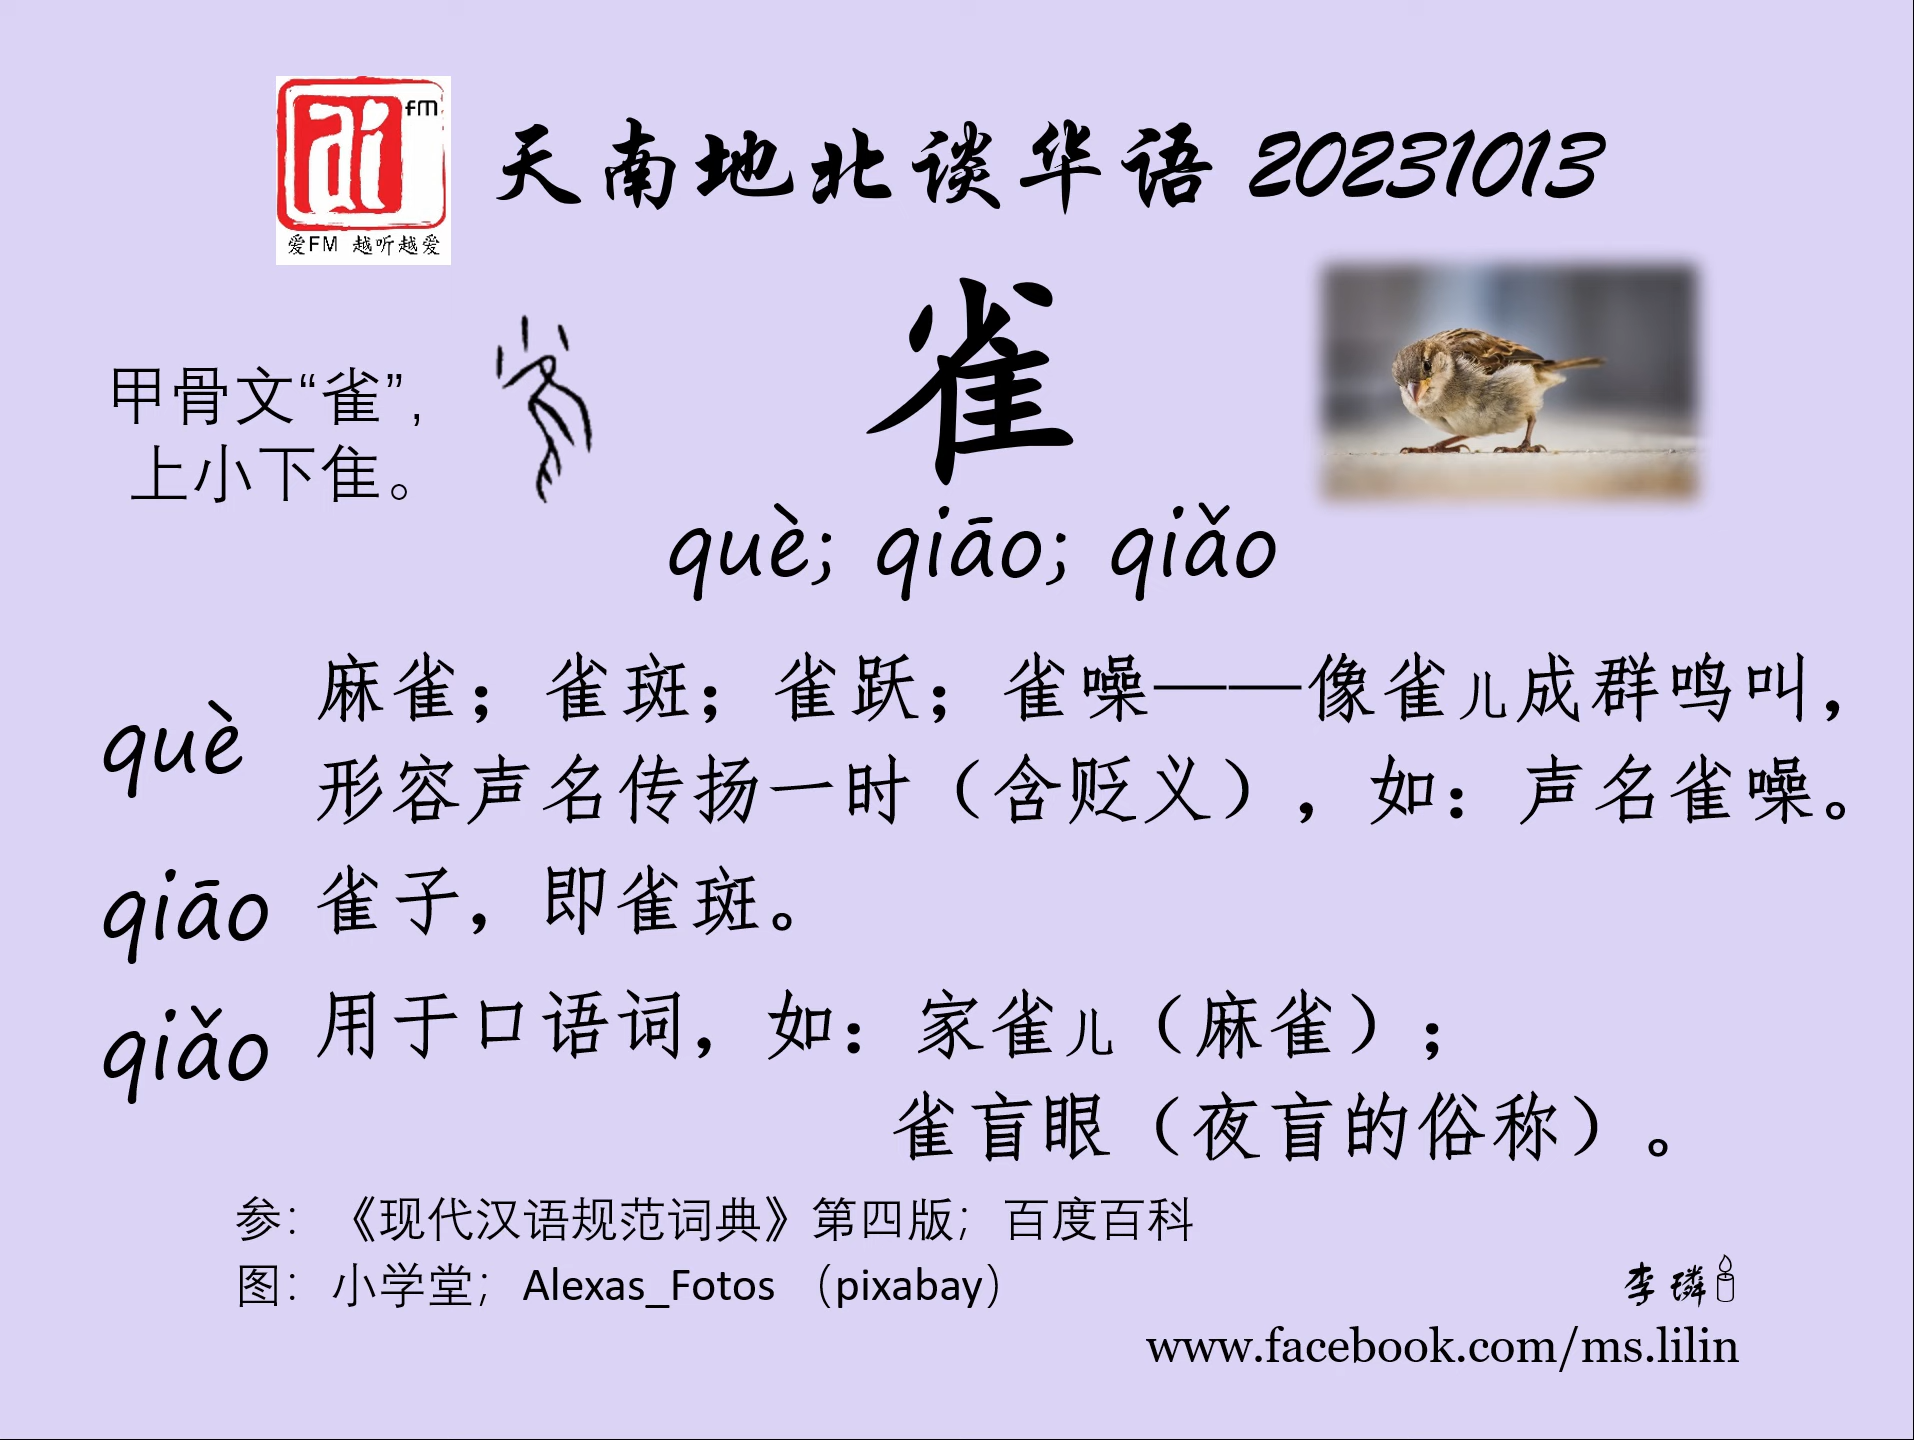 ai fm
爱FM 越听越爱
天南地北谈华语 20231013
甲骨文“雀”，
上小下隹。
雀
què; qiāo; qiǎo
què
麻雀；雀斑；雀跃；雀噪——像雀儿成群鸣叫，
形容声名传扬一时（含贬义），如：声名雀噪。
qiāo 雀子，即雀斑。
qiǎo 用于口语词，如：家雀儿（麻雀）；
雀盲眼（夜盲的俗称）。
参：《现代汉语规范词典》第四版；百度百科
图：小学堂；Alexas_Fotos （pixabay）
李璘
www.facebook.com/ms.lilin